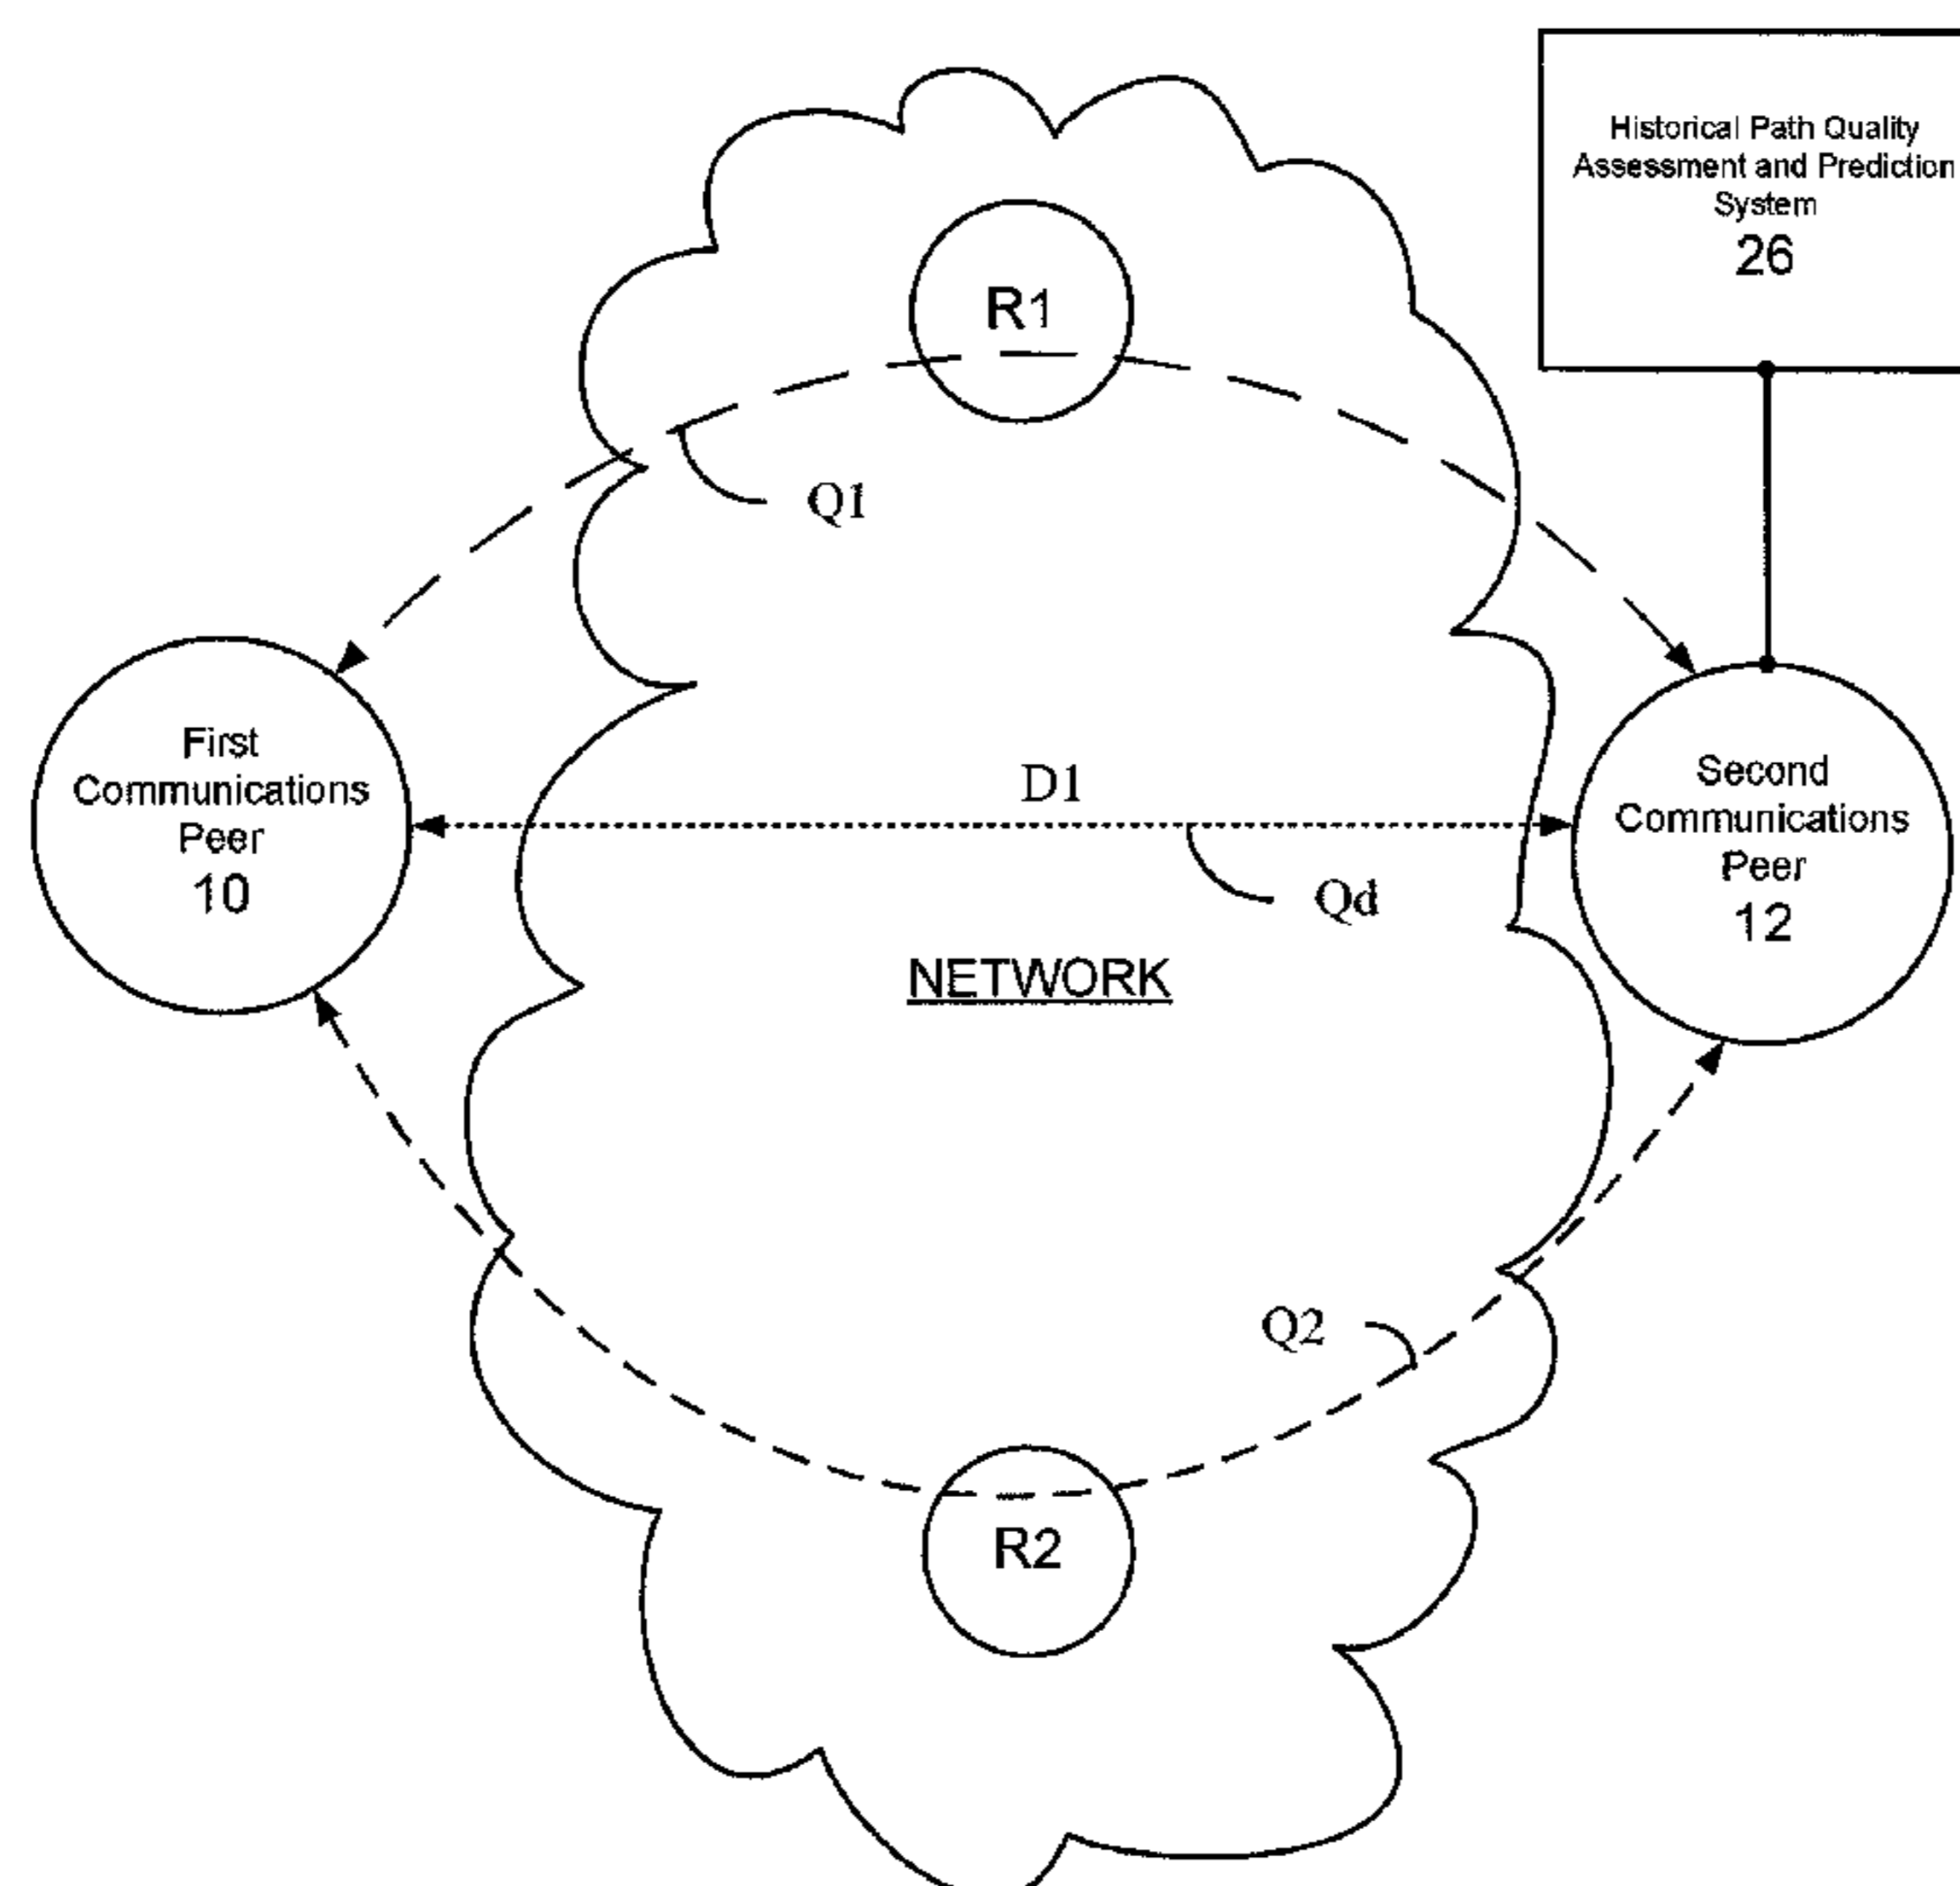 Historical Path Quality
Assessment and Prediction
System
26
R1
Q1
First
Communications
Peer
10
D1
Qd
Second
Communications
Peer
12
NETWORK
Q2
R2